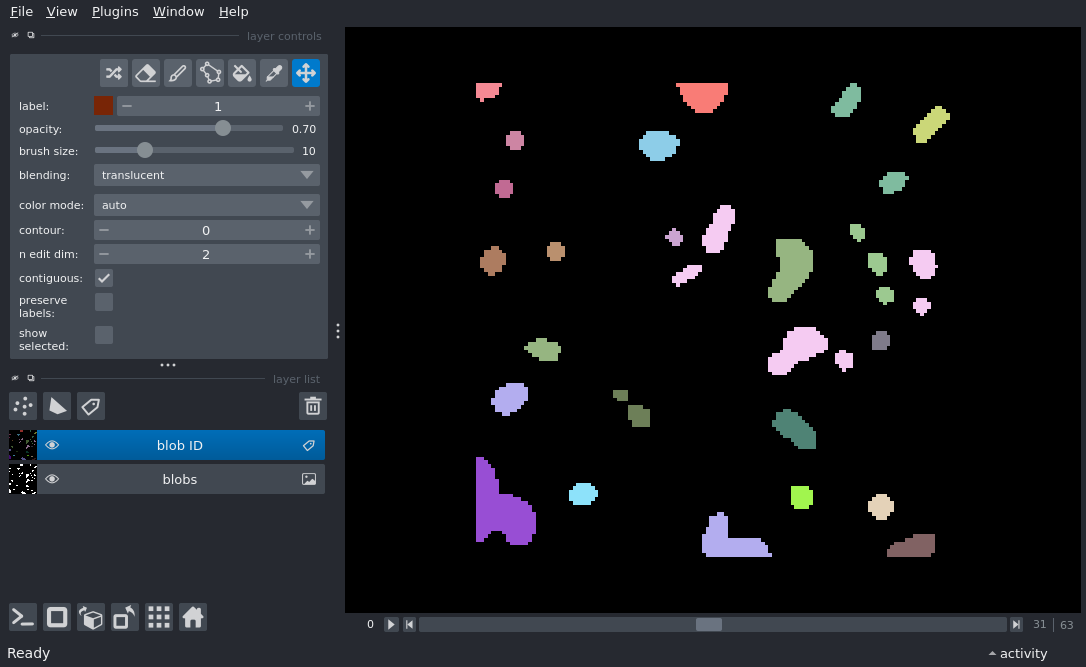 File View Plugins Window Help
layer controls
label: 1
opacity: 0.70
brush size: 10
blending: translucent
color mode: auto
contour: 0
n edit dim: 2
contiguous:
preserve
labels:
show
selected:
layer list
blob ID
blobs
0 31 63
Ready activity